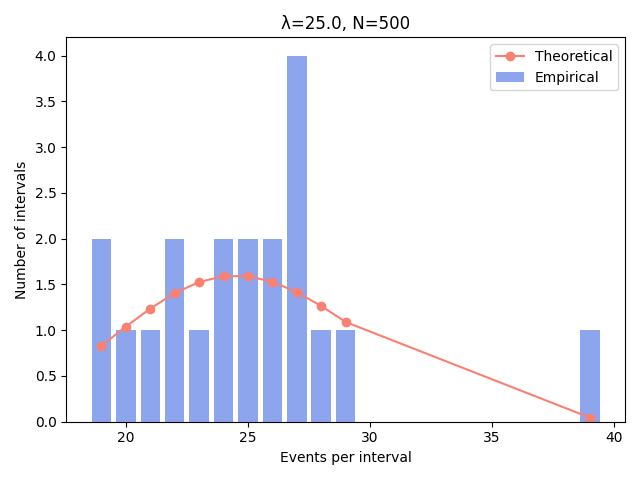 λ=25.0, N=500
Theoretical
Empirical
Number of intervals
4.0
3.5
3.0
2.5
2.0
1.5
1.0
0.5
0.0
20
25
30
35
40
Events per interval